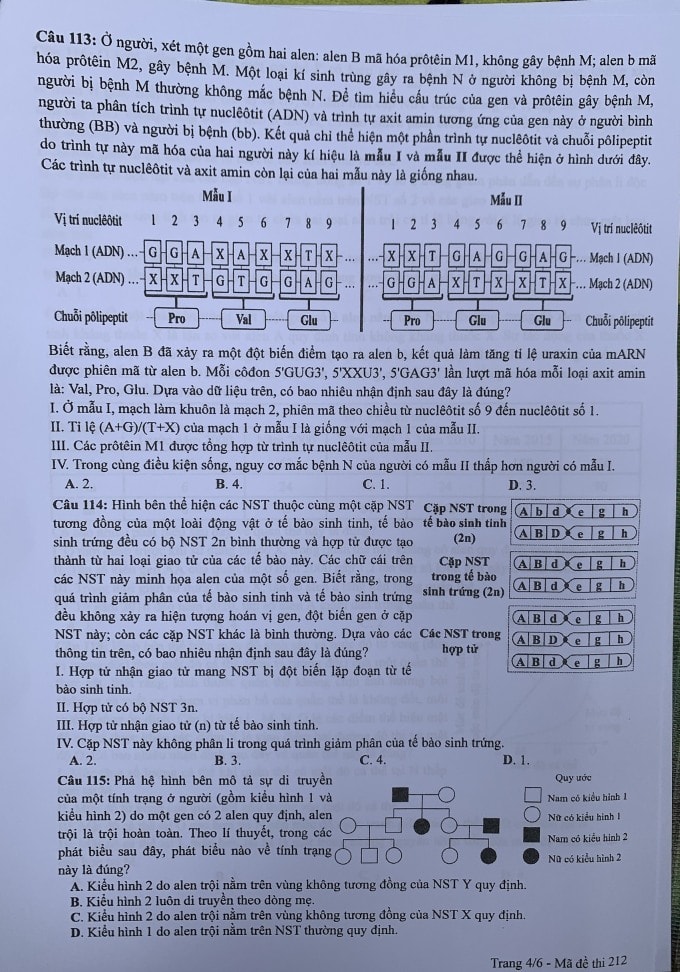 Câu 113: Ở người, xét một gen gồm hai alen: alen B mã hóa prôtêin M1, không gây bệnh M; alen b mã
hóa prôtêin M2, gây bệnh M. Một loại kí sinh trùng gây ra bệnh N ở người không bị bệnh M, còn
người bị bệnh M thường không mắc bệnh N. Để tìm hiểu cấu trúc của gen và prôtêin gây bệnh M,
người ta phân tích trình tự nuclêôtit (ADN) và trình tự axit amin tương ứng của gen này ở người bình
thường (BB) và người bị bệnh (bb). Kết quả chỉ thể hiện một phần trình tự nuclêôtit và chuỗi pôlipeptit
do trình tự này mã hóa của hai người này kí hiệu là mẫu I và mẫu II được thể hiện ở hình dưới đây.
Các trình tự nuclêôtit và axit amin còn lại của hai mẫu này là giống nhau.
Mẫu I Mẫu II
Vị trí nuclêôtit 1 2 3 4 5 6 7 8 9 1 2 3 4 5 6 7 8 9 Vị trí nuclêôtit
Mạch 1 (ADN) ... G G A X A X X T X ... ... X X T G A G G A G ... Mạch 1 (ADN)
Mạch 2 (ADN) ... X X T G T G G A G ... ... G G A X T X X T X ... Mạch 2 (ADN)
Chuỗi pôlipeptit Pro Val Glu Pro Glu Glu Chuỗi pôlipeptit
Biết rằng, alen B đã xảy ra một đột biến điểm tạo ra alen b, kết quả làm tăng tỉ lệ uraxin của mARN
được phiên mã từ alen b. Mỗi côđon 5'GUG3', 5'XXU3', 5'GAG3' lần lượt mã hóa mỗi loại axit amin
là: Val, Pro, Glu. Dựa vào dữ liệu trên, có bao nhiêu nhận định sau đây là đúng?
I. Ở mẫu I, mạch làm khuôn là mạch 2, phiên mã theo chiều từ nuclêôtit số 9 đến nuclêôtit số 1.
II. Tỉ lệ (A+G)/(T+X) của mạch 1 ở mẫu I là giống với mạch 1 của mẫu II.
III. Các prôtêin M1 được tổng hợp từ trình tự nuclêôtit của mẫu II.
IV. Trong cùng điều kiện sống, nguy cơ mắc bệnh N của người có mẫu II thấp hơn người có mẫu I.
A. 2. B. 4. C. 1. D. 3.
Câu 114: Hình bên thể hiện các NST thuộc cùng một cặp NST
tương đồng của một loài động vật ở tế bào sinh tinh, tế bào
sinh trứng đều có bộ NST 2n bình thường và hợp tử được tạo
thành từ hai loại giao tử của các tế bào này. Các chữ cái trên
các NST này minh họa alen của một số gen. Biết rằng, trong
quá trình giảm phân của tế bào sinh tinh và tế bào sinh trứng
đều không xảy ra hiện tượng hoán vị gen, đột biến gen ở cặp
NST này; còn các cặp NST khác là bình thường. Dựa vào các
thông tin trên, có bao nhiêu nhận định sau đây là đúng?
Cặp NST trong
tế bào sinh tinh
(2n)
A b d e g h
A B D e g h
Cặp NST
trong tế bào
sinh trứng (2n)
A B d e g h
A B d e g h
Các NST trong
hợp tử
A B d e g h
A B D e g h
A B d e g h
I. Hợp tử nhận giao tử mang NST bị đột biến lặp đoạn từ tế
bào sinh tinh.
II. Hợp tử có bộ NST 3n.
III. Hợp tử nhận giao tử (n) từ tế bào sinh tinh.
IV. Cặp NST này không phân li trong quá trình giảm phân của tế bào sinh trứng.
A. 2. B. 3. C. 4. D. 1.
Câu 115: Phả hệ hình bên mô tả sự di truyền
của một tính trạng ở người (gồm kiểu hình 1 và
kiểu hình 2) do một gen có 2 alen quy định, alen
trội là trội hoàn toàn. Theo lí thuyết, trong các
phát biểu sau đây, phát biểu nào về tính trạng
này là đúng?
Quy ước
Nam có kiểu hình 1
Nữ có kiểu hình 1
Nam có kiểu hình 2
Nữ có kiểu hình 2
A. Kiểu hình 2 do alen trội nằm trên vùng không tương đồng của NST Y quy định.
B. Kiểu hình 2 luôn di truyền theo dòng mẹ.
C. Kiểu hình 2 do alen trội nằm trên vùng không tương đồng của NST X quy định.
D. Kiểu hình 1 do alen trội nằm trên NST thường quy định.
Trang 4/6 - Mã đề thi 212